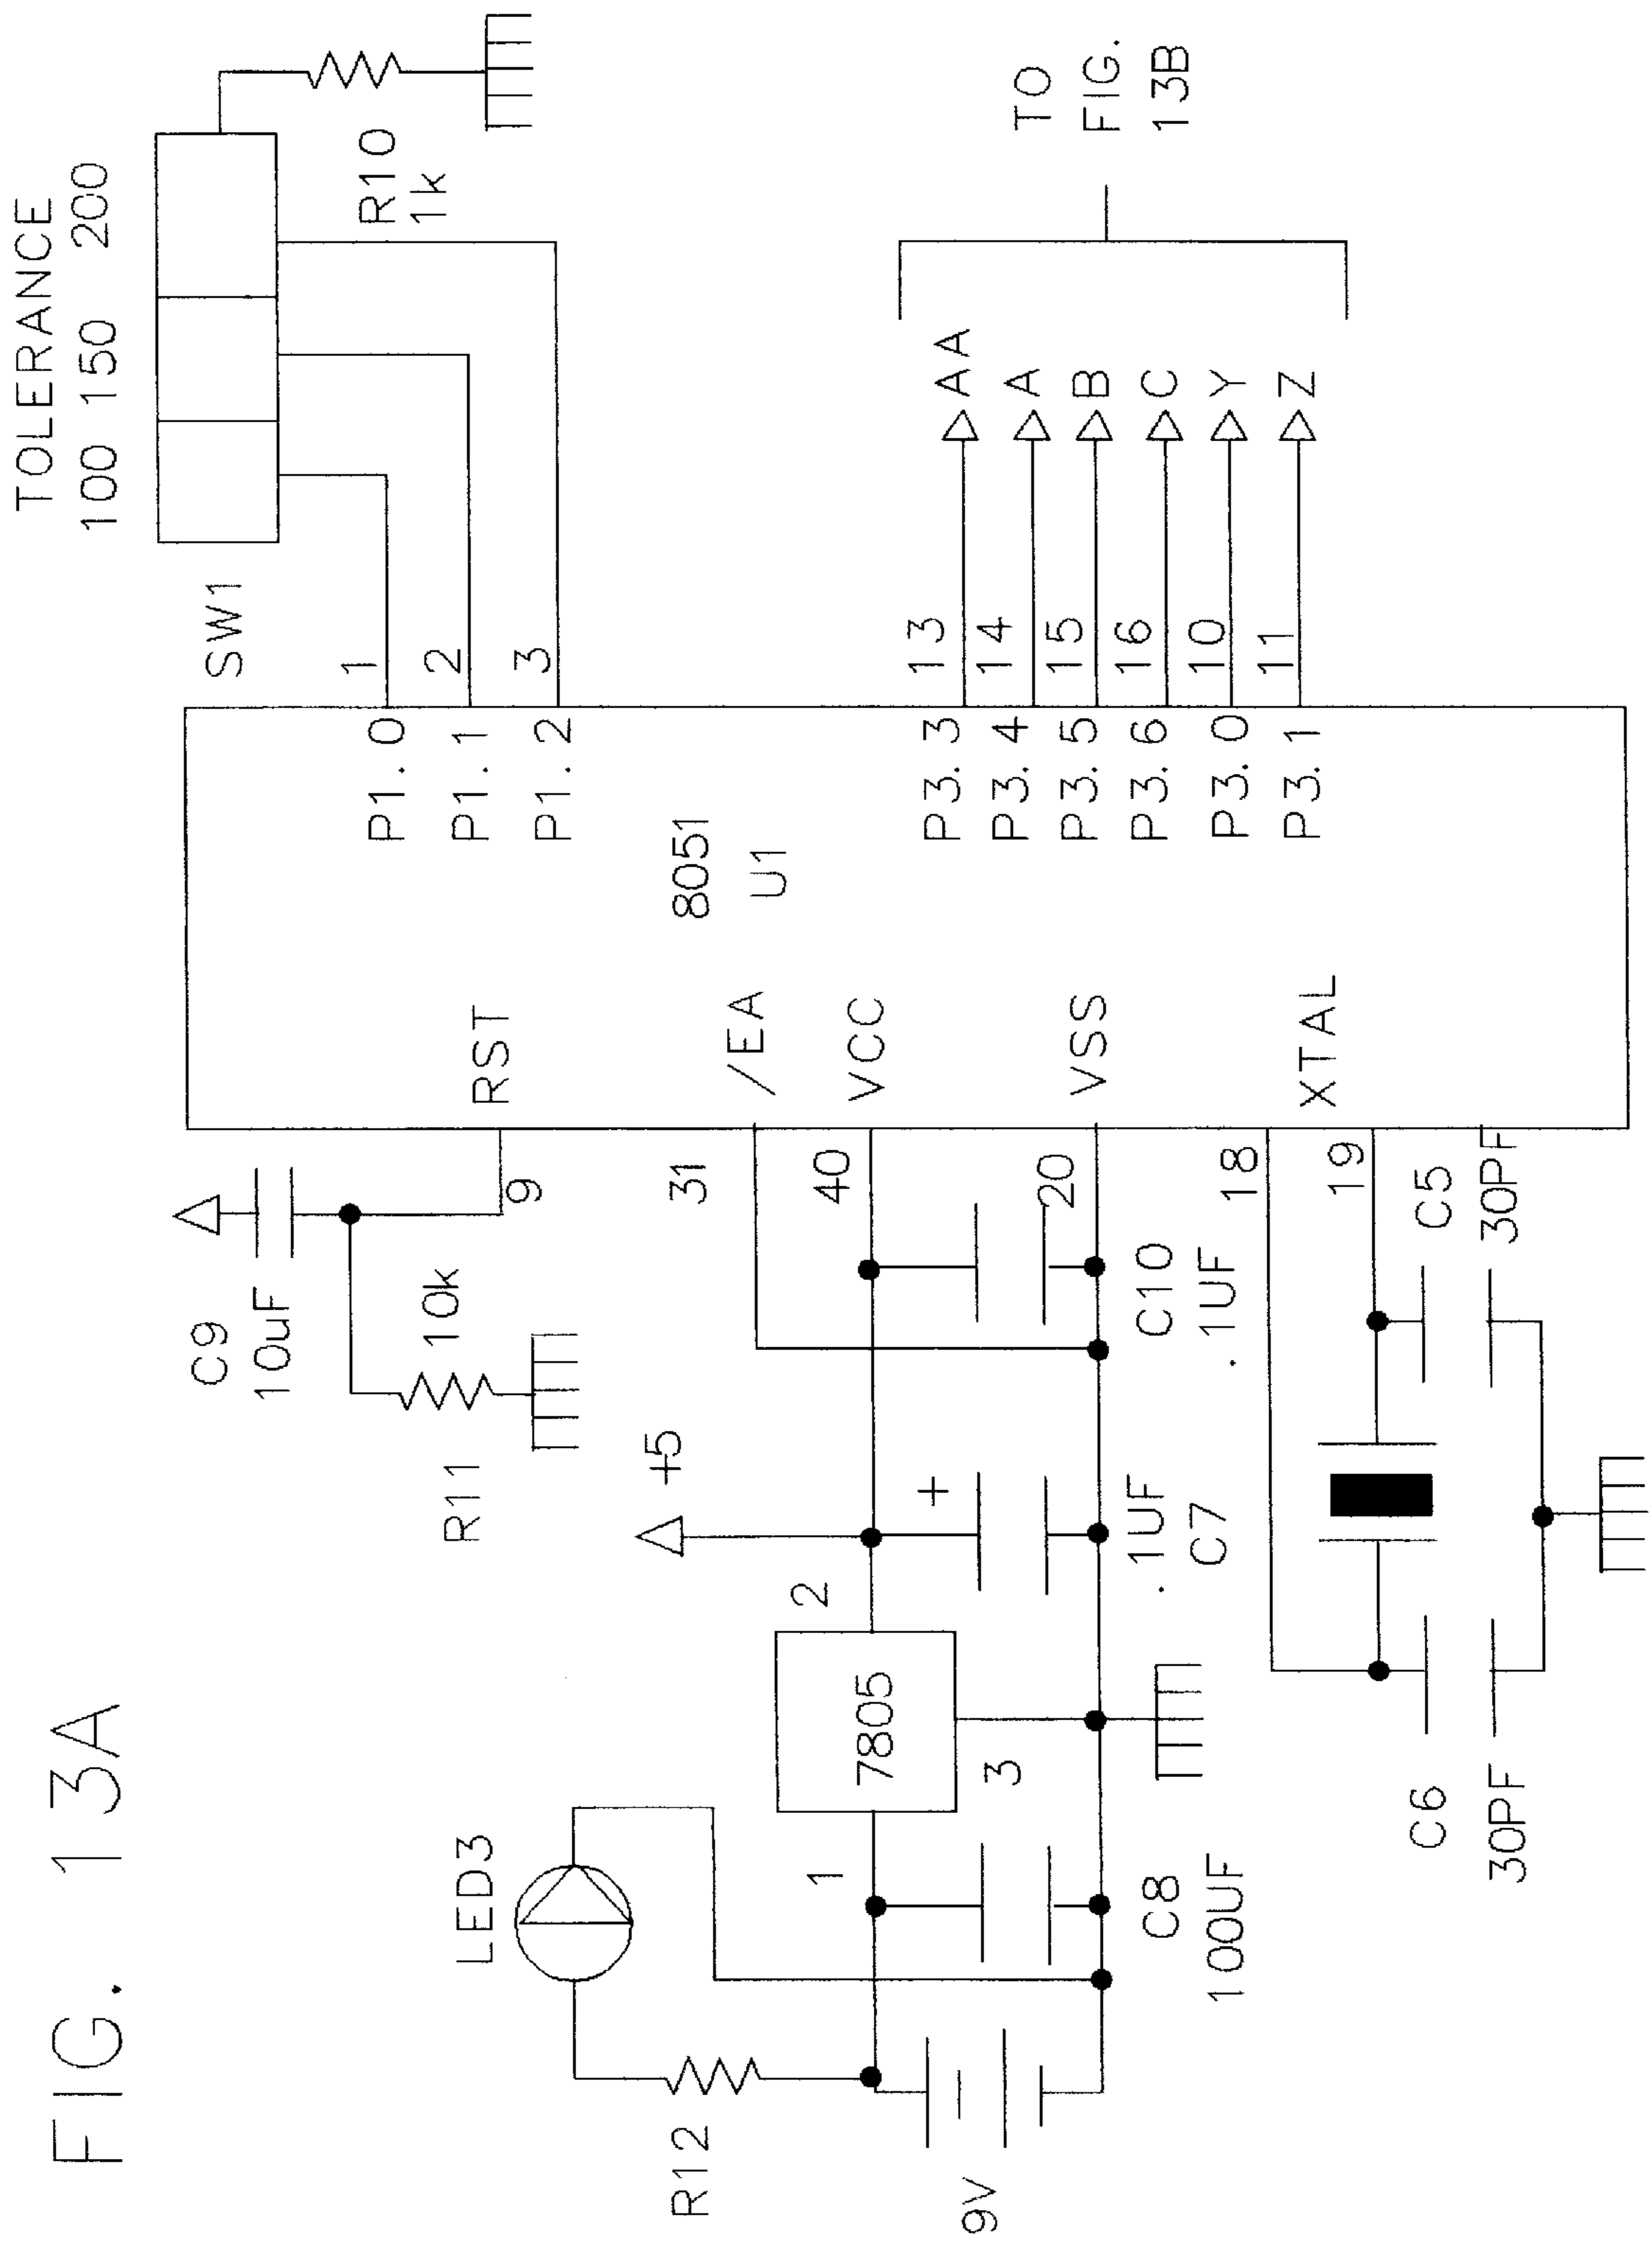 FIG. 13A
TOLERANCE
100 150 200
SW1
R10
1k
C9
10uF
10k
R11
RST
9
P1.0
1
P1.1
2
P1.2
3
8051
U1
LED3
R12
9V
7805
1
2
3
+5
+
.1UF
C7
C8
100UF
C10
.1UF
31
/EA
40
VCC
20
VSS
18
19
XTAL
C5
30PF
C6
30PF
P3.3
13
AA
P3.4
14
A
P3.5
15
B
P3.6
16
C
P3.0
10
Y
P3.1
11
Z
TO
FIG.
13B